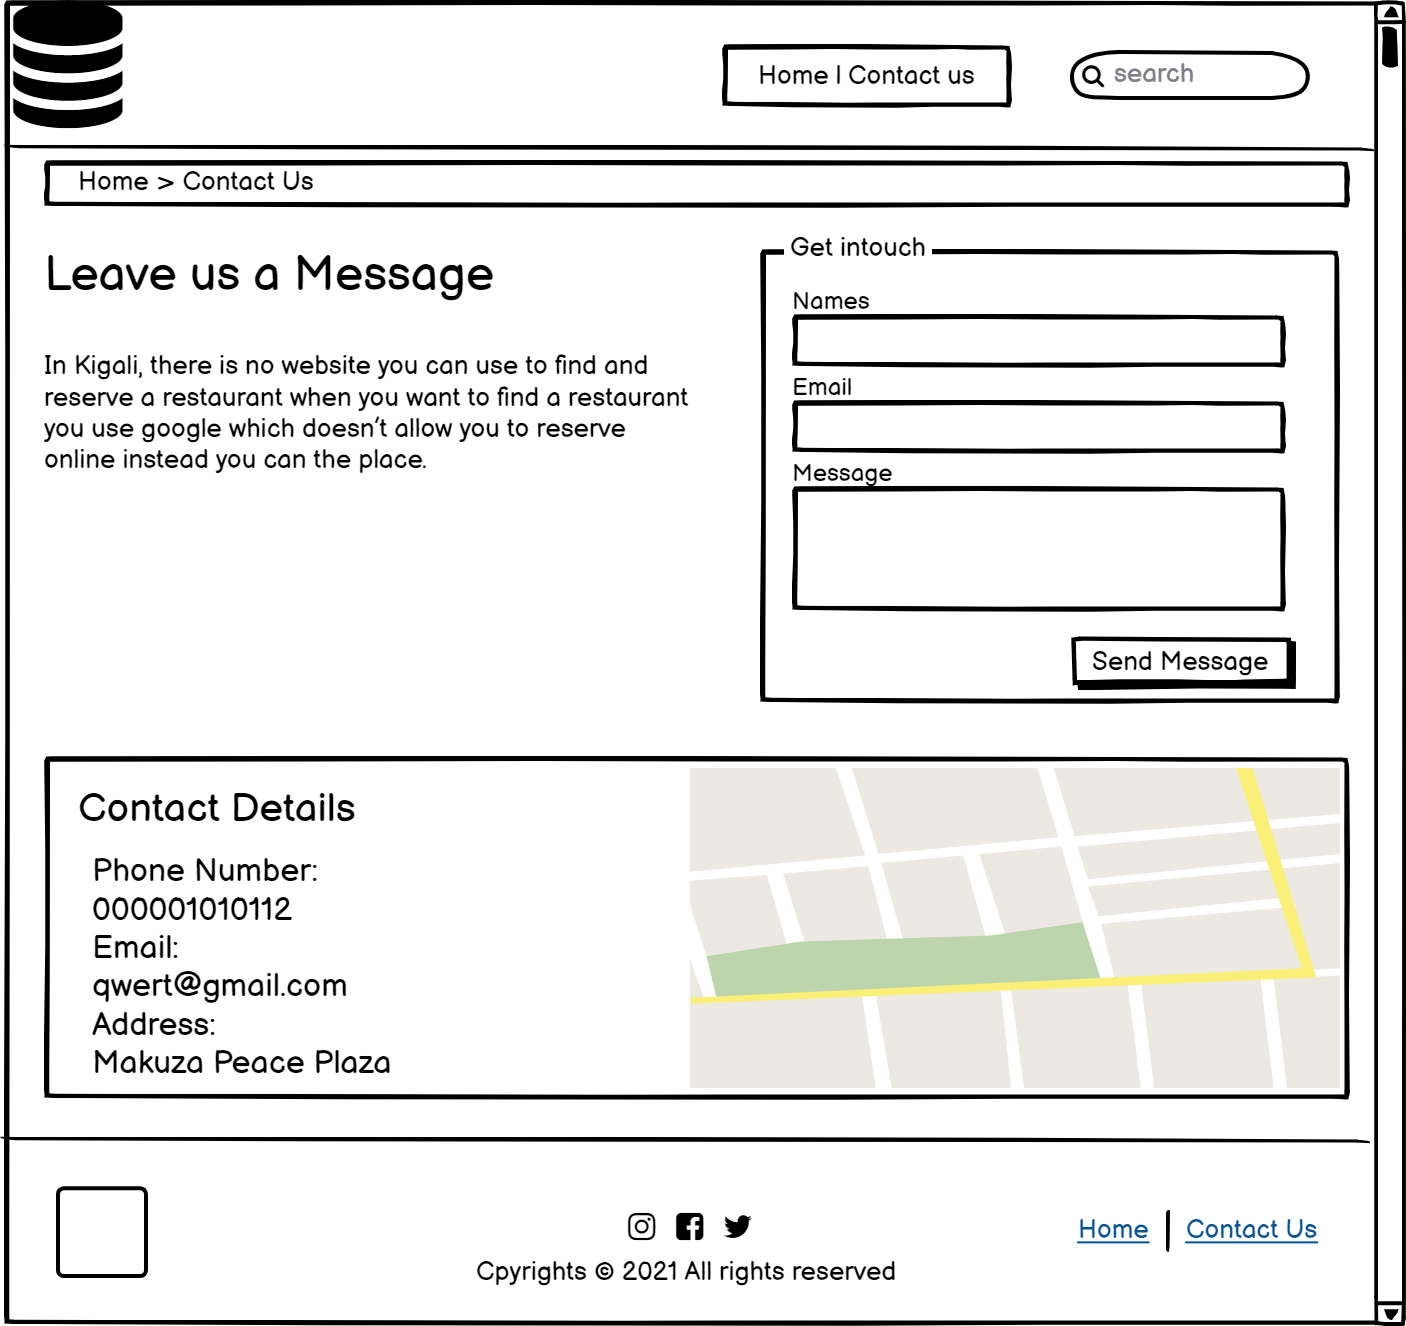 Home | Contact us
search
Home > Contact Us
Leave us a Message
In Kigali, there is no website you can use to find and
reserve a restaurant when you want to find a restaurant
you use google which doesn't allow you to reserve
online instead you can the place.
Get intouch
Names
Email
Message
Send Message
Contact Details
Phone Number:
000001010112
Email:
qwert@gmail.com
Address:
Makuza Peace Plaza
Home | Contact Us
Cpyrights © 2021 All rights reserved